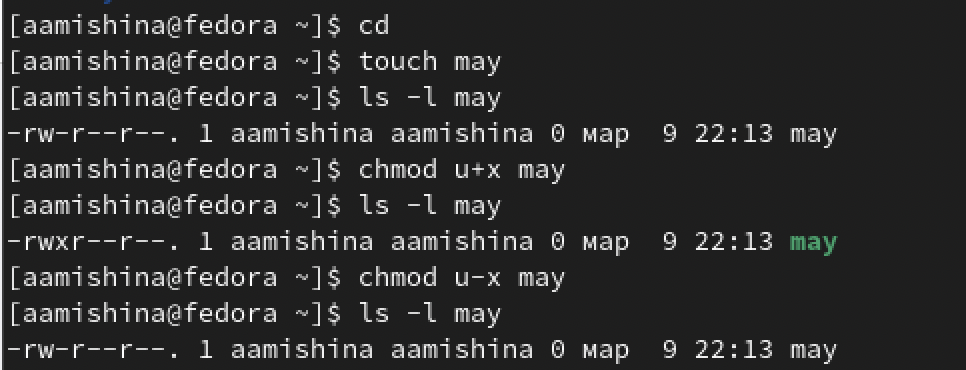 [aamishina@fedora ~]$ cd
[aamishina@fedora ~]$ touch may
[aamishina@fedora ~]$ ls -l may
-rw-r--r--. 1 aamishina aamishina 0 мар  9 22:13 may
[aamishina@fedora ~]$ chmod u+x may
[aamishina@fedora ~]$ ls -l may
-rwxr--r--. 1 aamishina aamishina 0 мар  9 22:13 may
[aamishina@fedora ~]$ chmod u-x may
[aamishina@fedora ~]$ ls -l may
-rw-r--r--. 1 aamishina aamishina 0 мар  9 22:13 may